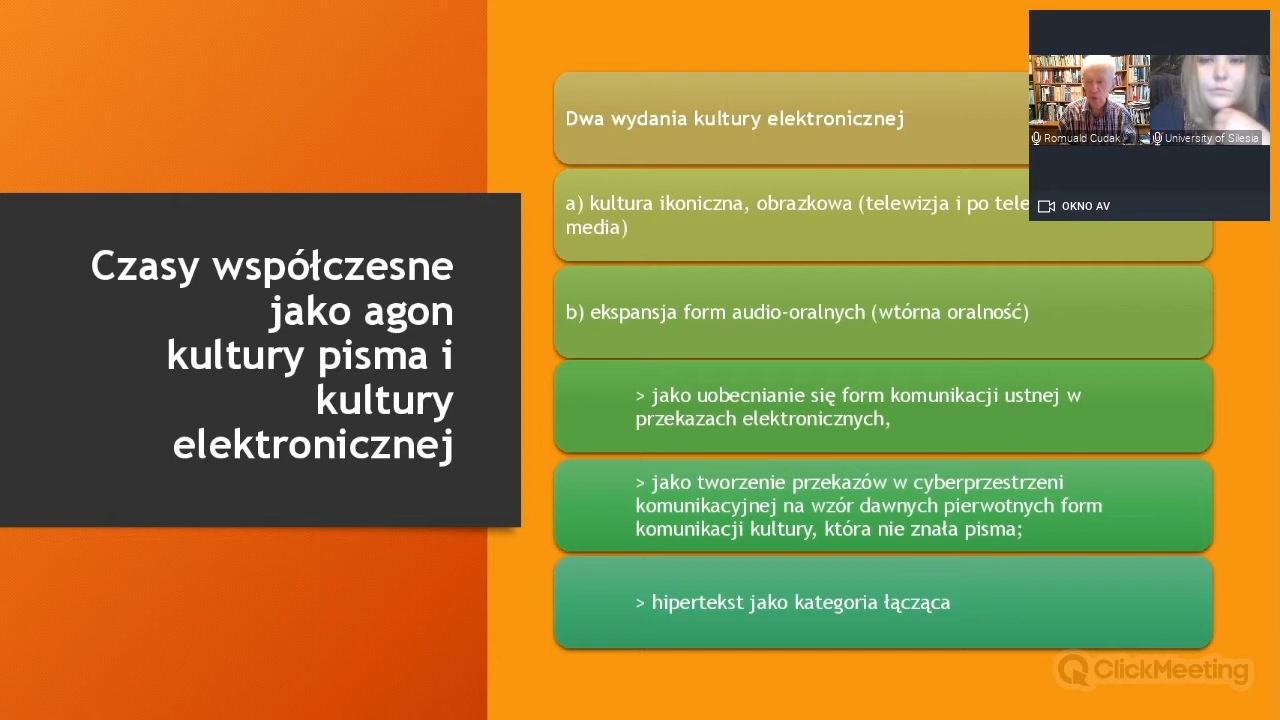 Czasy współczesne
jako agon
kultury pisma i
kultury
elektronicznej
Dwa wydania kultury elektronicznej
a) kultura ikoniczna, obrazkowa (telewizja i po
media)
b) ekspansja form audio-oralnych (wtórna oralność)
> jako uobecnianie się form komunikacji ustnej w
przekazach elektronicznych,
> jako tworzenie przekazów w cyberprzestrzeni
komunikacyjnej na wzór dawnych pierwotnych form
komunikacji kultury, która nie znała pisma;
> hipertekst jako kategoria łącząca
Romuald Cudak
University of Silesia
OKNO AV
ClickMeeting